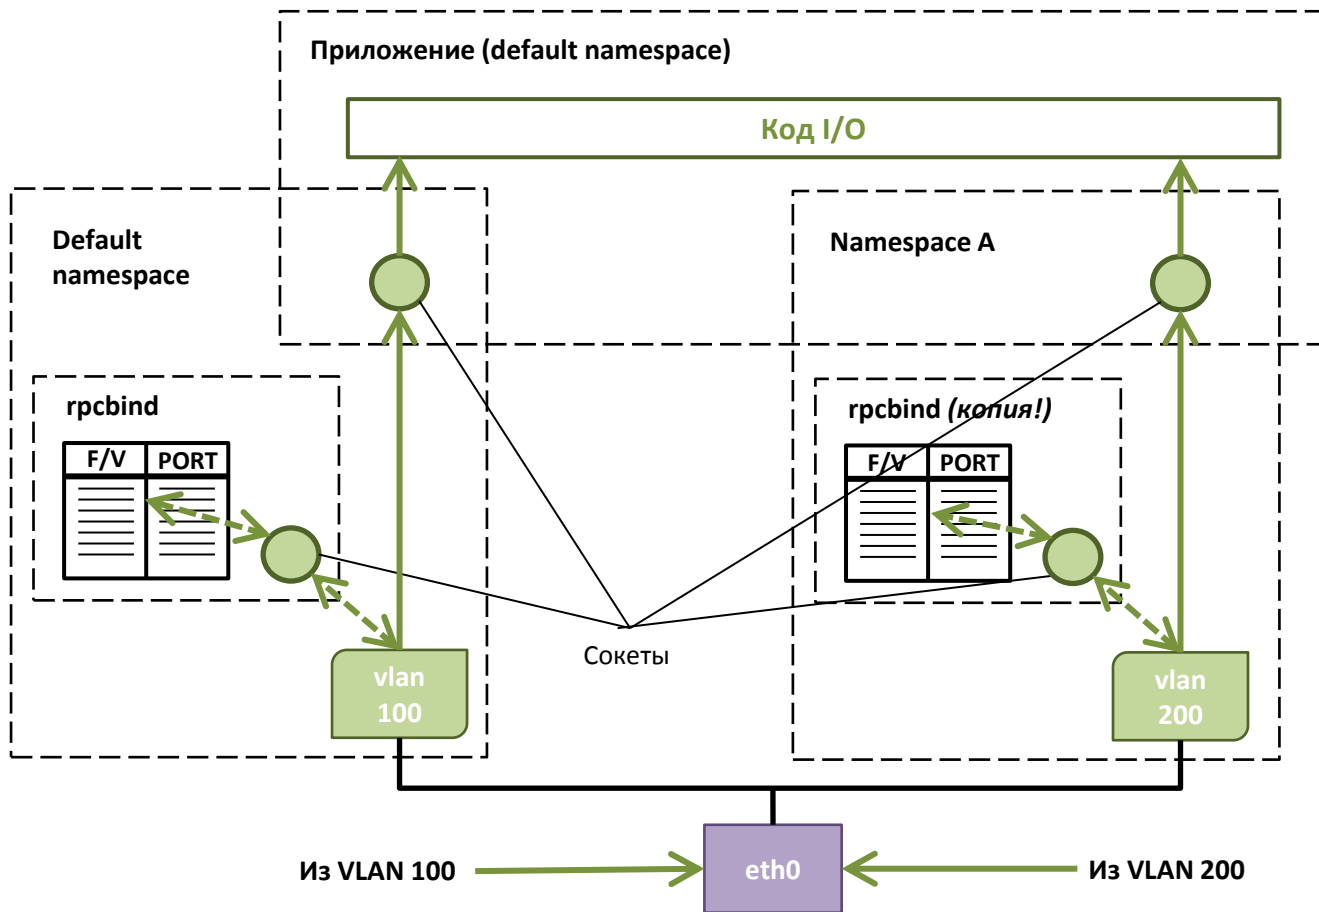 Приложение (default namespace)
Код I/O
Default
namespace
Namespace A
rpcbind
F/V PORT
rpcbind (копия!)
F/V PORT
Сокеты
vlan
100
vlan
200
eth0
Из VLAN 100
Из VLAN 200